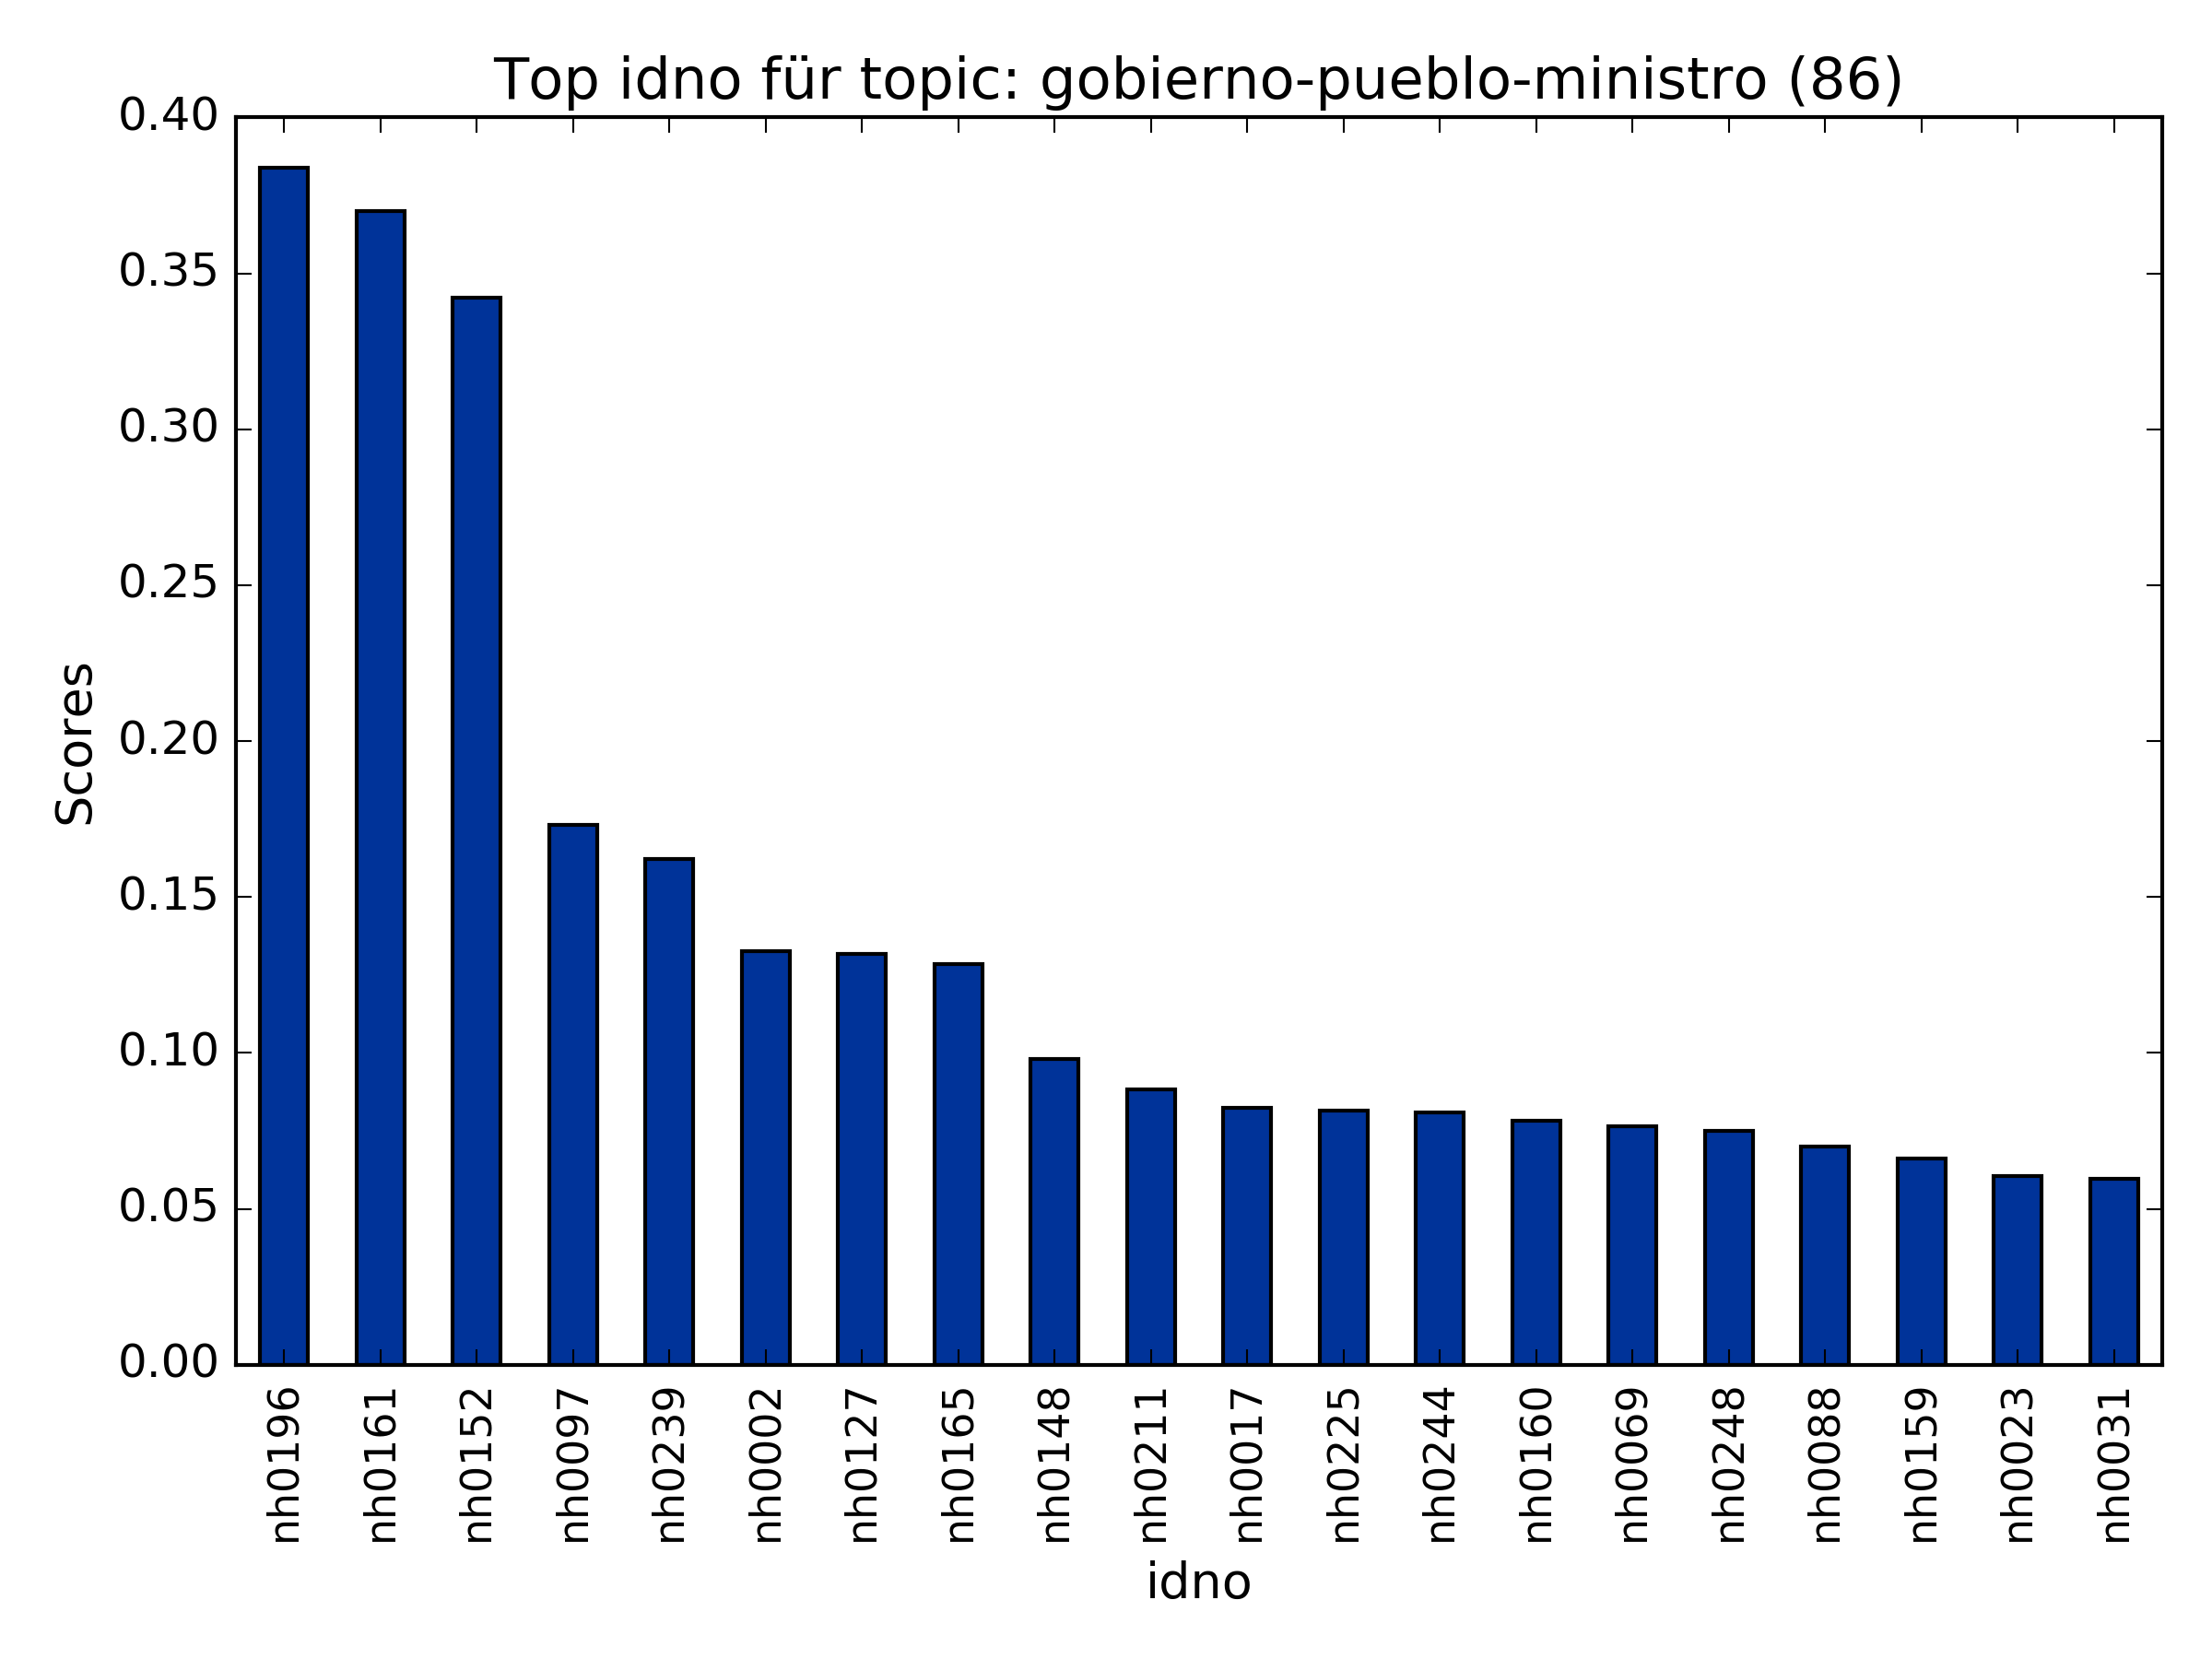 Top idno für topic: gobierno-pueblo-ministro (86)
0.40
0.35
0.30
0.25
0.20
0.15
0.10
0.05
0.00
Scores
nh0196
nh0161
nh0152
nh0097
nh0239
nh0002
nh0127
nh0165
nh0148
nh0211
nh0017
nh0225
nh0244
nh0160
nh0069
nh0248
nh0088
nh0159
nh0023
nh0031
idno